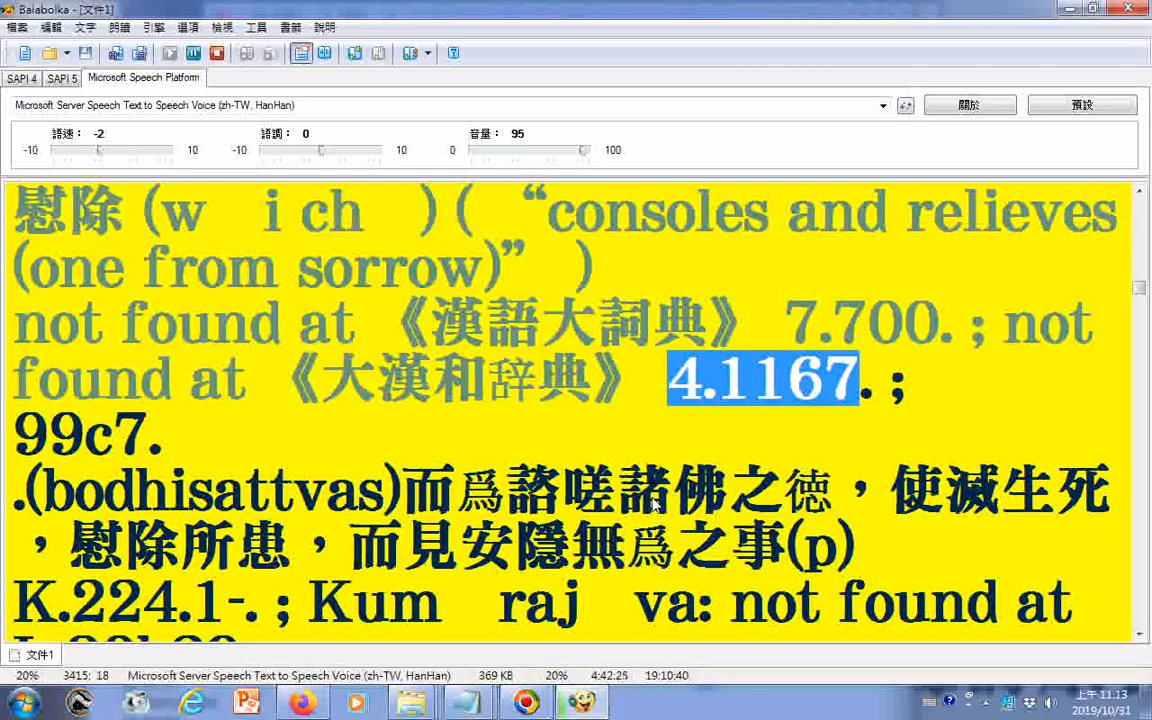 Balabolka - [文件1]
檔案 編輯 文字 朗讀 引擎 選項 檢視 工具 書籤 說明
SAPI 4 SAPI 5 Microsoft Speech Platform
Microsoft Server Speech Text to Speech Voice (zh-TW, HanHan) 關於 預設
語速： -2 語調： 0 音量： 95
-10 10 -10 10 0 100
慰除 (w i ch ) ( “consoles and relieves
(one from sorrow)” )
not found at 《漢語大詞典》 7.700. ; not
found at 《大漢和辞典》 4.1167. ;
99c7.
.(bodhisattvas)而爲諮嗟諸佛之徳，使滅生死
，慰除所患，而見安隱無爲之事(p)
K.224.1-. ; Kum raj va: not found at
文件1
20% 3415; 18 Microsoft Server Speech Text to Speech Voice (zh-TW, HanHan) 369 KB 20% 4:42:25 19:10:40
上午 11:13
2019/10/31